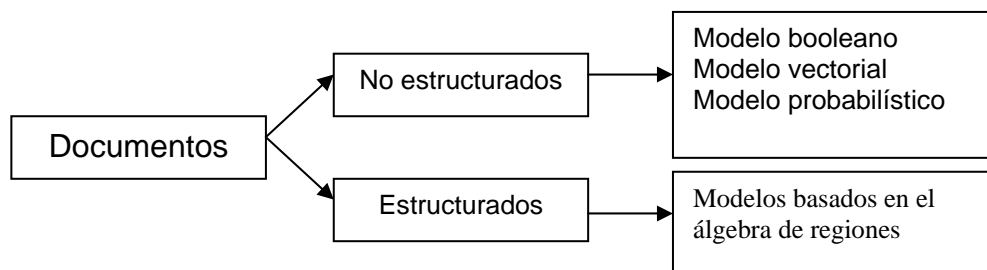 Documentos
No estructurados
Modelo booleano
Modelo vectorial
Modelo probabilístico
Estructurados
Modelos basados en el
álgebra de regiones